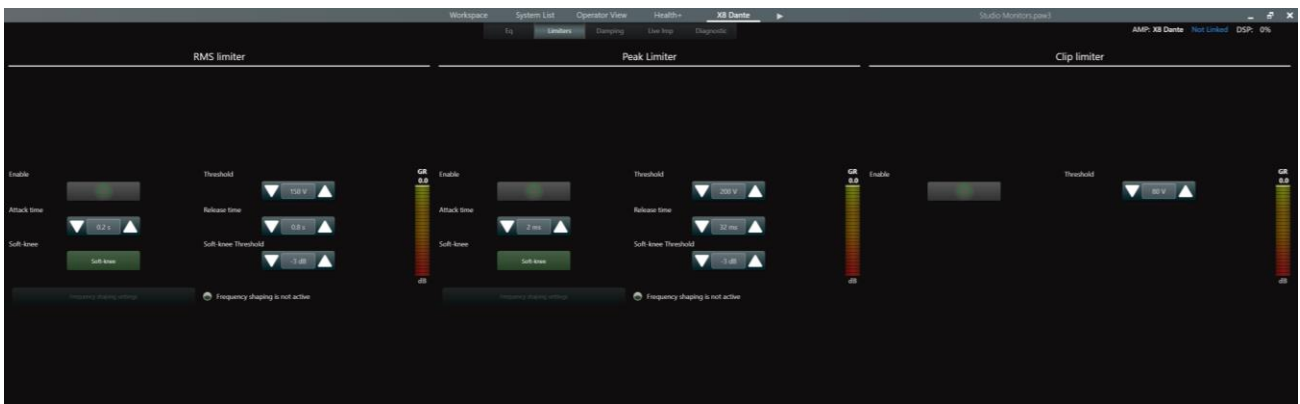 Workspace System List Operator View Health+ X8 Dante Studio Monitors.paw3
Eq Limiters Damping Live Imp Diagnostic AMP: X8 Dante Not Linked DSP: 0%
RMS limiter Peak Limiter Clip limiter
Enable Threshold GR Enable Threshold GR Enable Threshold GR
0.0 0.0 0.0
150 V 200 V 80 V
Attack time Release time Attack time Release time
0.2 s 0.8 s 2 ms 32 ms
Soft-knee Soft-knee Threshold Soft-knee Soft-knee Threshold
Soft-knee -3 dB Soft-knee -3 dB
dB dB dB
Frequency shaping settings Frequency shaping is not active Frequency shaping settings Frequency shaping is not active